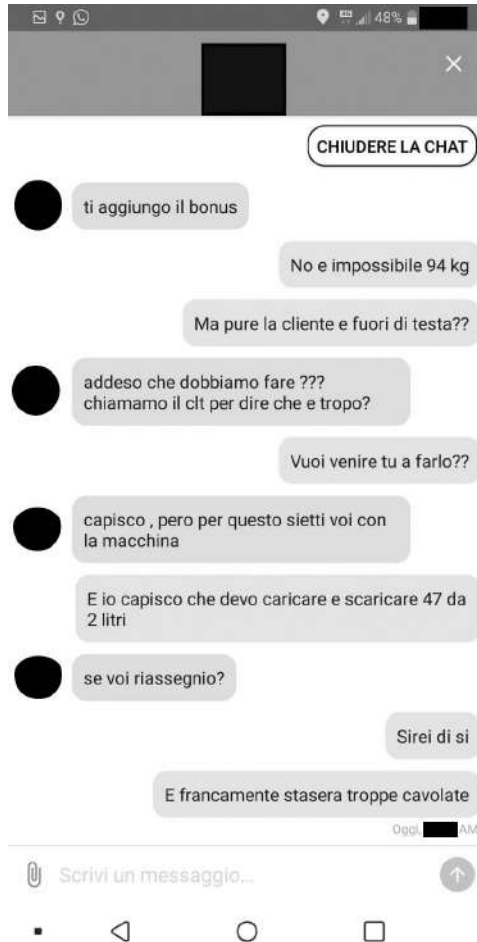 48%
CHIUDERE LA CHAT
ti aggiungo il bonus
No e impossibile 94 kg
Ma pure la cliente e fuori di testa??
addeso che dobbiamo fare ???
chiamamo il clt per dire che e tropo?
Vuoi venire tu a farlo??
capisco , pero per questo sietti voi con
la macchina
E io capisco che devo caricare e scaricare 47 da
2 litri
se voi riassegnio?
Sirei di si
E francamente stasera troppe cavolate
Oggi, AM
Scrivi un messaggio...